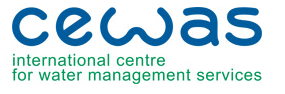 cewas
international centre
for water management services